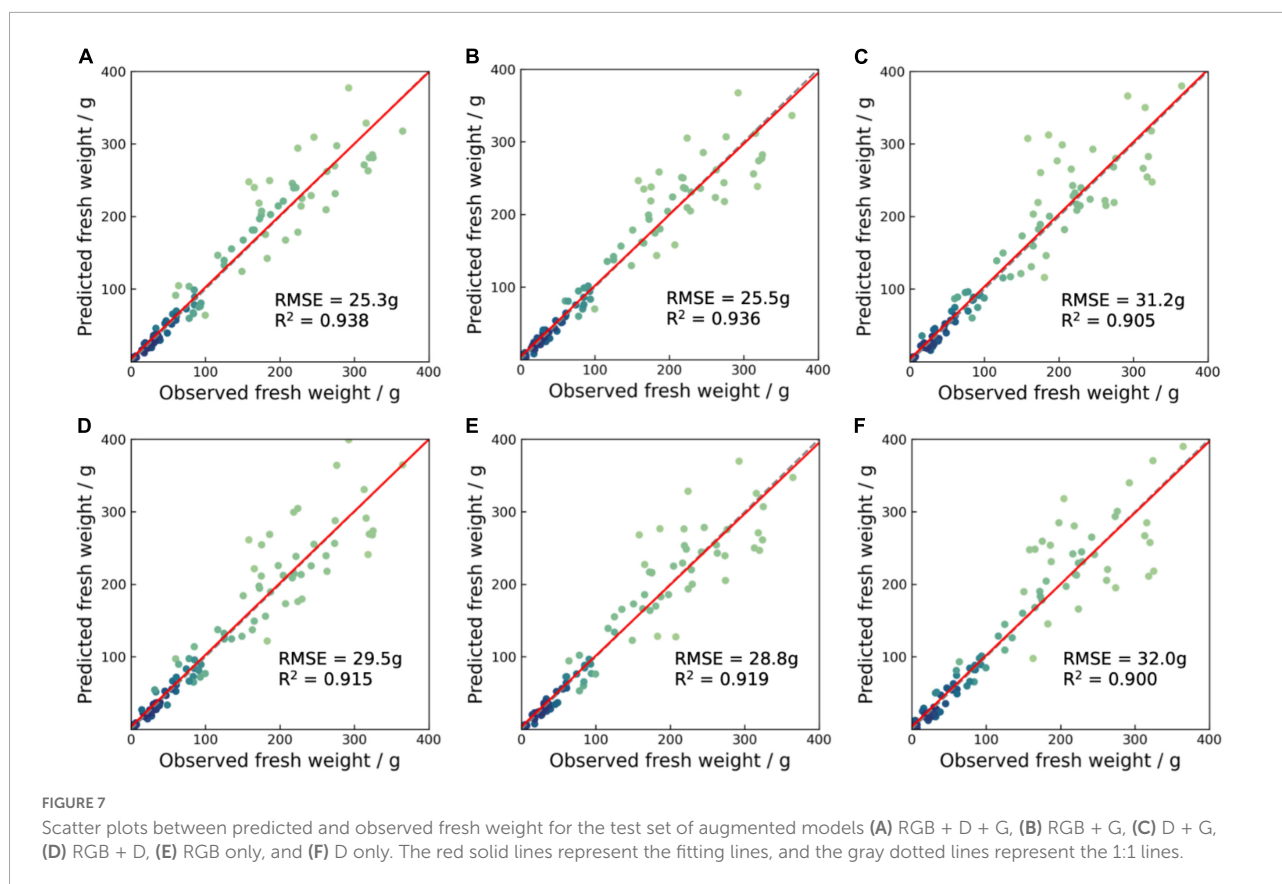 A
400
300
200
100
Predicted fresh weight / g
RMSE = 25.3g
R² = 0.938
0 100 200 300 400
Observed fresh weight / g
B
400
300
200
100
Predicted fresh weight / g
RMSE = 25.5g
R² = 0.936
0 100 200 300 400
Observed fresh weight / g
C
400
300
200
100
Predicted fresh weight / g
RMSE = 31.2g
R² = 0.905
0 100 200 300 400
Observed fresh weight / g
D
400
300
200
100
Predicted fresh weight / g
RMSE = 29.5g
R² = 0.915
0 100 200 300 400
Observed fresh weight / g
E
400
300
200
100
Predicted fresh weight / g
RMSE = 28.8g
R² = 0.919
0 100 200 300 400
Observed fresh weight / g
F
400
300
200
100
Predicted fresh weight / g
RMSE = 32.0g
R² = 0.900
0 100 200 300 400
Observed fresh weight / g
FIGURE 7
Scatter plots between predicted and observed fresh weight for the test set of augmented models (A) RGB + D + G, (B) RGB + G, (C) D + G,
(D) RGB + D, (E) RGB only, and (F) D only. The red solid lines represent the fitting lines, and the gray dotted lines represent the 1:1 lines.